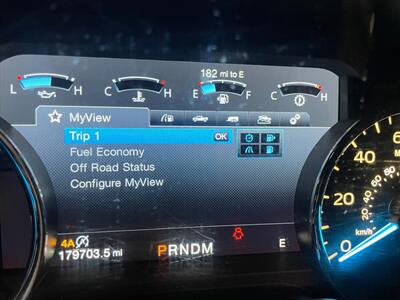 182 mi to E
L H C H E F C H
MyView
Trip 1 OK
Fuel Economy
Off Road Status
Configure MyView
4A
179703.5 mi
PRNDM
E
60
40
20
0
km/h